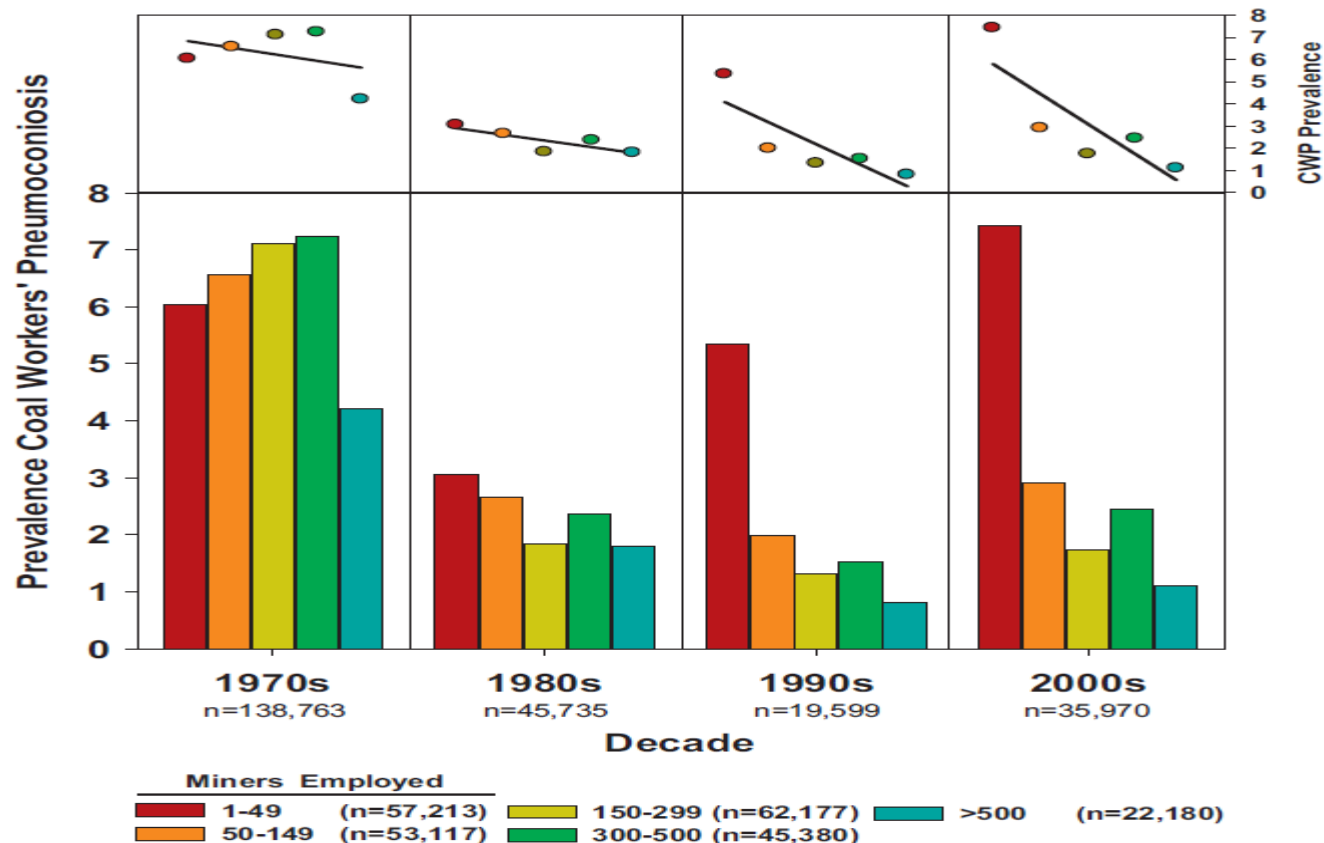 8
7
6
5
4
3
2
1
0
CWP Prevalence
Prevalence Coal Workers' Pneumoconiosis
8
7
6
5
4
3
2
1
0
1970s 1980s 1990s 2000s
n=138,763 n=45,735 n=19,599 n=35,970
Decade
Miners Employed
1-49 (n=57,213) 150-299 (n=62,177) >500 (n=22,180)
50-149 (n=53,117) 300-500 (n=45,380)